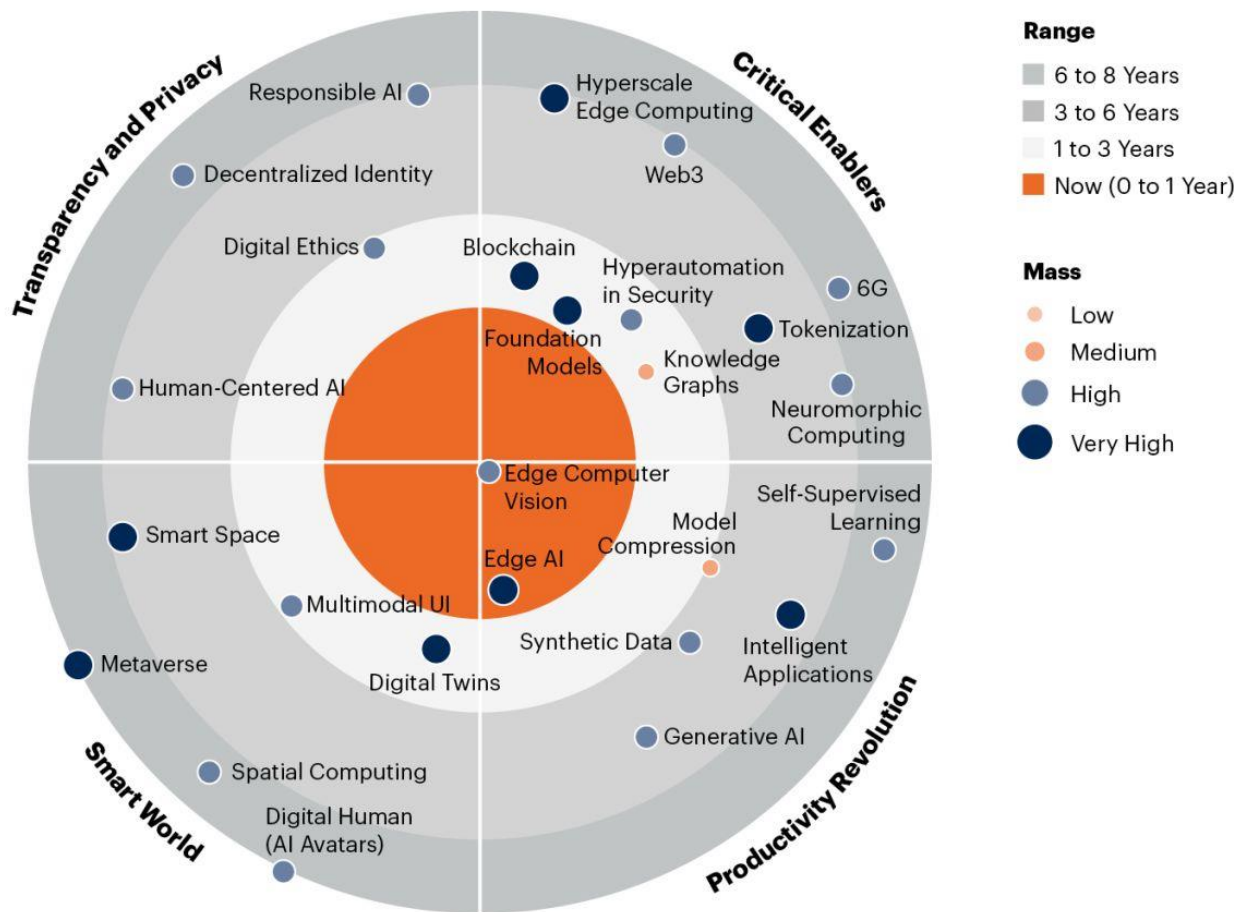 Transparency and Privacy
Critical Enablers
Responsible AI
Hyperscale
Edge Computing
Decentralized Identity
Web3
Digital Ethics
Blockchain
Hyperautomation
in Security
6G
Foundation
Models
Tokenization
Knowledge
Graphs
Human-Centered AI
Neuromorphic
Computing
Edge Computer
Vision
Self-Supervised
Learning
Smart Space
Model
Compression
Edge AI
Multimodal UI
Synthetic Data
Intelligent
Applications
Metaverse
Digital Twins
Generative AI
Spatial Computing
Digital Human
(AI Avatars)
Smart World
Productivity Revolution
Range
6 to 8 Years
3 to 6 Years
1 to 3 Years
Now (0 to 1 Year)
Mass
Low
Medium
High
Very High